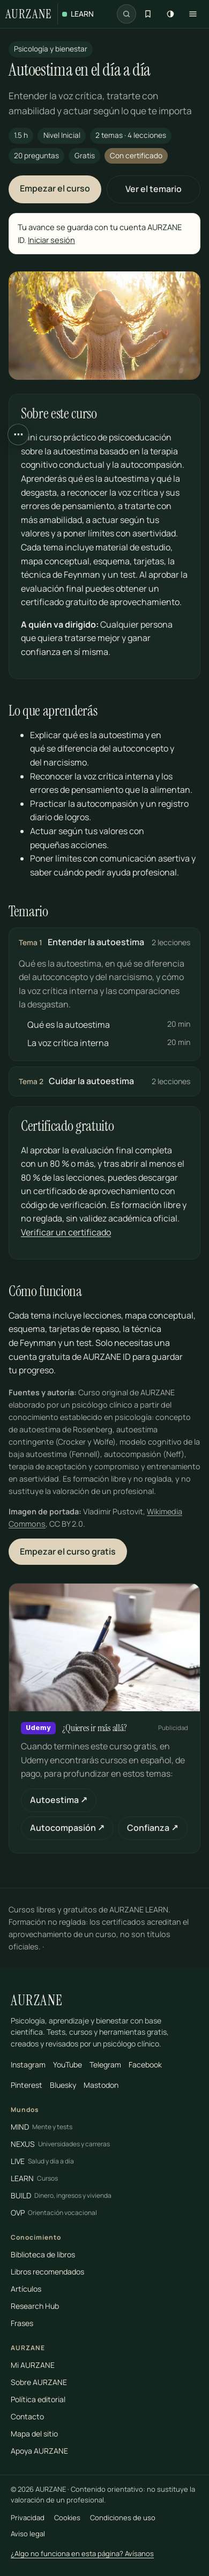 AURZANE
LEARN
Psicología y bienestar
Autoestima en el día a día
Entender la voz crítica, tratarte con
amabilidad y actuar según lo que te importa
1.5 h
Nivel Inicial
2 temas · 4 lecciones
20 preguntas
Gratis
Con certificado
Empezar el curso
Ver el temario
Tu avance se guarda con tu cuenta AURZANE
ID. Iniciar sesión
Sobre este curso
ni curso práctico de psicoeducación
sobre la autoestima basado en la terapia
cognitivo conductual y la autocompasión.
Aprenderás qué es la autoestima y qué la
desgasta, a reconocer la voz crítica y sus
errores de pensamiento, a tratarte con
más amabilidad, a actuar según tus
valores y a poner límites con asertividad.
Cada tema incluye material de estudio,
mapa conceptual, esquema, tarjetas, la
técnica de Feynman y un test. Al aprobar la
evaluación final puedes obtener un
certificado gratuito de aprovechamiento.
A quién va dirigido: Cualquier persona
que quiera tratarse mejor y ganar
confianza en sí misma.
Lo que aprenderás
• Explicar qué es la autoestima y en
qué se diferencia del autoconcepto y
del narcisismo.
• Reconocer la voz crítica interna y los
errores de pensamiento que la alimentan.
• Practicar la autocompasión y un registro
diario de logros.
• Actuar según tus valores con
pequeñas acciones.
• Poner límites con comunicación asertiva y
saber cuándo pedir ayuda profesional.
Temario
Tema 1 Entender la autoestima 2 lecciones
Qué es la autoestima, en qué se diferencia
del autoconcepto y del narcisismo, y cómo
la voz crítica interna y las comparaciones
la desgastan.
Qué es la autoestima 20 min
La voz crítica interna 20 min
Tema 2 Cuidar la autoestima 2 lecciones
Certificado gratuito
Al aprobar la evaluación final completa
con un 80 % o más, y tras abrir al menos el
80 % de las lecciones, puedes descargar
un certificado de aprovechamiento con
código de verificación. Es formación libre y
no reglada, sin validez académica oficial.
Verificar un certificado
Cómo funciona
Cada tema incluye lecciones, mapa conceptual,
esquema, tarjetas de repaso, la técnica
de Feynman y un test. Solo necesitas una
cuenta gratuita de AURZANE ID para guardar
tu progreso.
Fuentes y autoría: Curso original de AURZANE
elaborado por un psicólogo clínico a partir del
conocimiento establecido en psicología: concepto
de autoestima de Rosenberg, autoestima
contingente (Crocker y Wolfe), modelo cognitivo de la
baja autoestima (Fennell), autocompasión (Neff),
terapia de aceptación y compromiso y entrenamiento
en asertividad. Es formación libre y no reglada, y no
sustituye la valoración de un profesional.
Imagen de portada: Vladimir Pustovit, Wikimedia
Commons, CC BY 2.0.
Empezar el curso gratis
Udemy ¿Quieres ir más allá? Publicidad
Cuando termines este curso gratis, en
Udemy encontrarás cursos en español, de
pago, para profundizar en estos temas:
Autoestima ↗
Autocompasión ↗ Confianza ↗
Cursos libres y gratuitos de AURZANE LEARN.
Formación no reglada: los certificados acreditan el
aprovechamiento de un curso, no son títulos
oficiales. ·
AURZANE
Psicología, aprendizaje y bienestar con base
científica. Tests, cursos y herramientas gratis,
creados y revisados por un psicólogo clínico.
Instagram YouTube Telegram Facebook
Pinterest Bluesky Mastodon
Mundos
MIND Mente y tests
NEXUS Universidades y carreras
LIVE Salud y día a día
LEARN Cursos
BUILD Dinero, ingresos y vivienda
OVP Orientación vocacional
Conocimiento
Biblioteca de libros
Libros recomendados
Artículos
Research Hub
Frases
AURZANE
Mi AURZANE
Sobre AURZANE
Política editorial
Contacto
Mapa del sitio
Apoya AURZANE
© 2026 AURZANE · Contenido orientativo: no sustituye la
valoración de un profesional.
Privacidad Cookies Condiciones de uso
Aviso legal
¿Algo no funciona en esta página? Avísanos